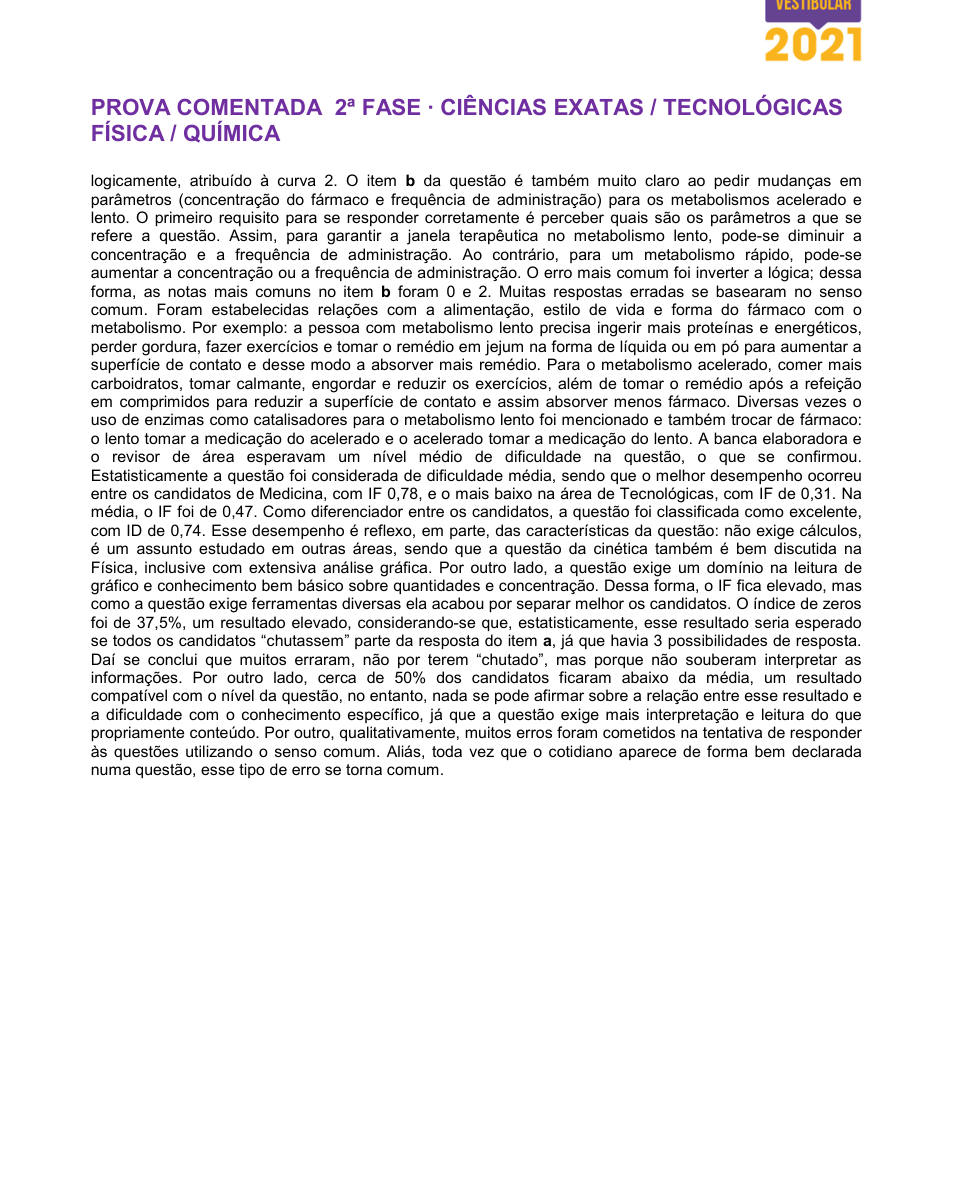 VESTIBULAR
2021
PROVA COMENTADA 2ª FASE · CIÊNCIAS EXATAS / TECNOLÓGICAS
FÍSICA / QUÍMICA
logicamente, atribuído à curva 2. O item b da questão é também muito claro ao pedir mudanças em
parâmetros (concentração do fármaco e frequência de administração) para os metabolismos acelerado e
lento. O primeiro requisito para se responder corretamente é perceber quais são os parâmetros a que se
refere a questão. Assim, para garantir a janela terapêutica no metabolismo lento, pode-se diminuir a
concentração e a frequência de administração. Ao contrário, para um metabolismo rápido, pode-se
aumentar a concentração ou a frequência de administração. O erro mais comum foi inverter a lógica; dessa
forma, as notas mais comuns no item b foram 0 e 2. Muitas respostas erradas se basearam no senso
comum. Foram estabelecidas relações com a alimentação, estilo de vida e forma do fármaco com o
metabolismo. Por exemplo: a pessoa com metabolismo lento precisa ingerir mais proteínas e energéticos,
perder gordura, fazer exercícios e tomar o remédio em jejum na forma de líquida ou em pó para aumentar a
superfície de contato e desse modo a absorver mais remédio. Para o metabolismo acelerado, comer mais
carboidratos, tomar calmante, engordar e reduzir os exercícios, além de tomar o remédio após a refeição
em comprimidos para reduzir a superfície de contato e assim absorver menos fármaco. Diversas vezes o
uso de enzimas como catalisadores para o metabolismo lento foi mencionado e também trocar de fármaco:
o lento tomar a medicação do acelerado e o acelerado tomar a medicação do lento. A banca elaboradora e
o revisor de área esperavam um nível médio de dificuldade na questão, o que se confirmou.
Estatisticamente a questão foi considerada de dificuldade média, sendo que o melhor desempenho ocorreu
entre os candidatos de Medicina, com IF 0,78, e o mais baixo na área de Tecnológicas, com IF de 0,31. Na
média, o IF foi de 0,47. Como diferenciador entre os candidatos, a questão foi classificada como excelente,
com ID de 0,74. Esse desempenho é reflexo, em parte, das características da questão: não exige cálculos,
é um assunto estudado em outras áreas, sendo que a questão da cinética também é bem discutida na
Física, inclusive com extensiva análise gráfica. Por outro lado, a questão exige um domínio na leitura de
gráfico e conhecimento bem básico sobre quantidades e concentração. Dessa forma, o IF fica elevado, mas
como a questão exige ferramentas diversas ela acabou por separar melhor os candidatos. O índice de zeros
foi de 37,5%, um resultado elevado, considerando-se que, estatisticamente, esse resultado seria esperado
se todos os candidatos “chutassem” parte da resposta do item a, já que havia 3 possibilidades de resposta.
Daí se conclui que muitos erraram, não por terem “chutado”, mas porque não souberam interpretar as
informações. Por outro lado, cerca de 50% dos candidatos ficaram abaixo da média, um resultado
compatível com o nível da questão, no entanto, nada se pode afirmar sobre a relação entre esse resultado e
a dificuldade com o conhecimento específico, já que a questão exige mais interpretação e leitura do que
propriamente conteúdo. Por outro, qualitativamente, muitos erros foram cometidos na tentativa de responder
às questões utilizando o senso comum. Aliás, toda vez que o cotidiano aparece de forma bem declarada
numa questão, esse tipo de erro se torna comum.